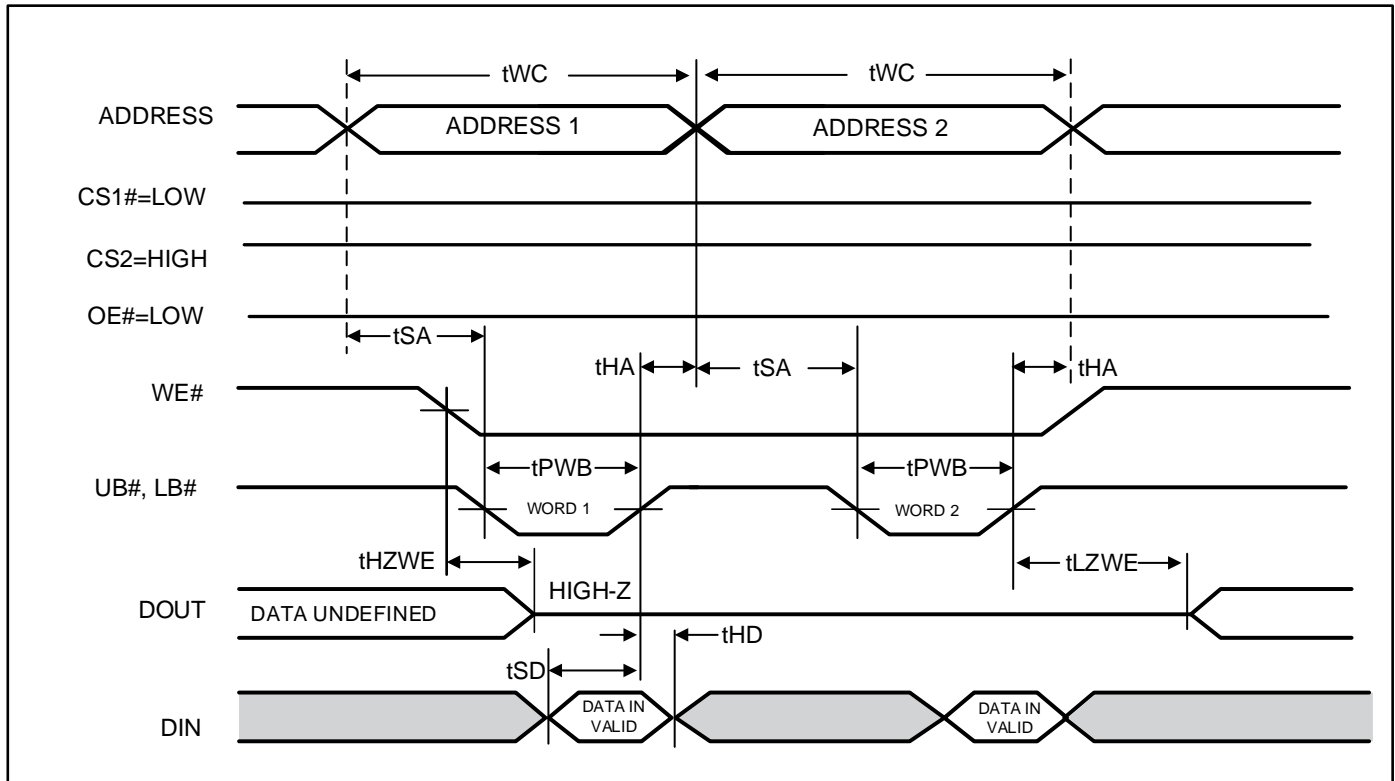 tWC tWC
ADDRESS ADDRESS 1 ADDRESS 2
CS1#=LOW
CS2=HIGH
OE#=LOW
tSA tHA tSA tHA
WE#
tPWB tPWB
UB#, LB# WORD 1 WORD 2
tHZWE tLZWE
HIGH-Z
DOUT DATA UNDEFINED
tHD
tSD
DIN DATA IN VALID DATA IN VALID